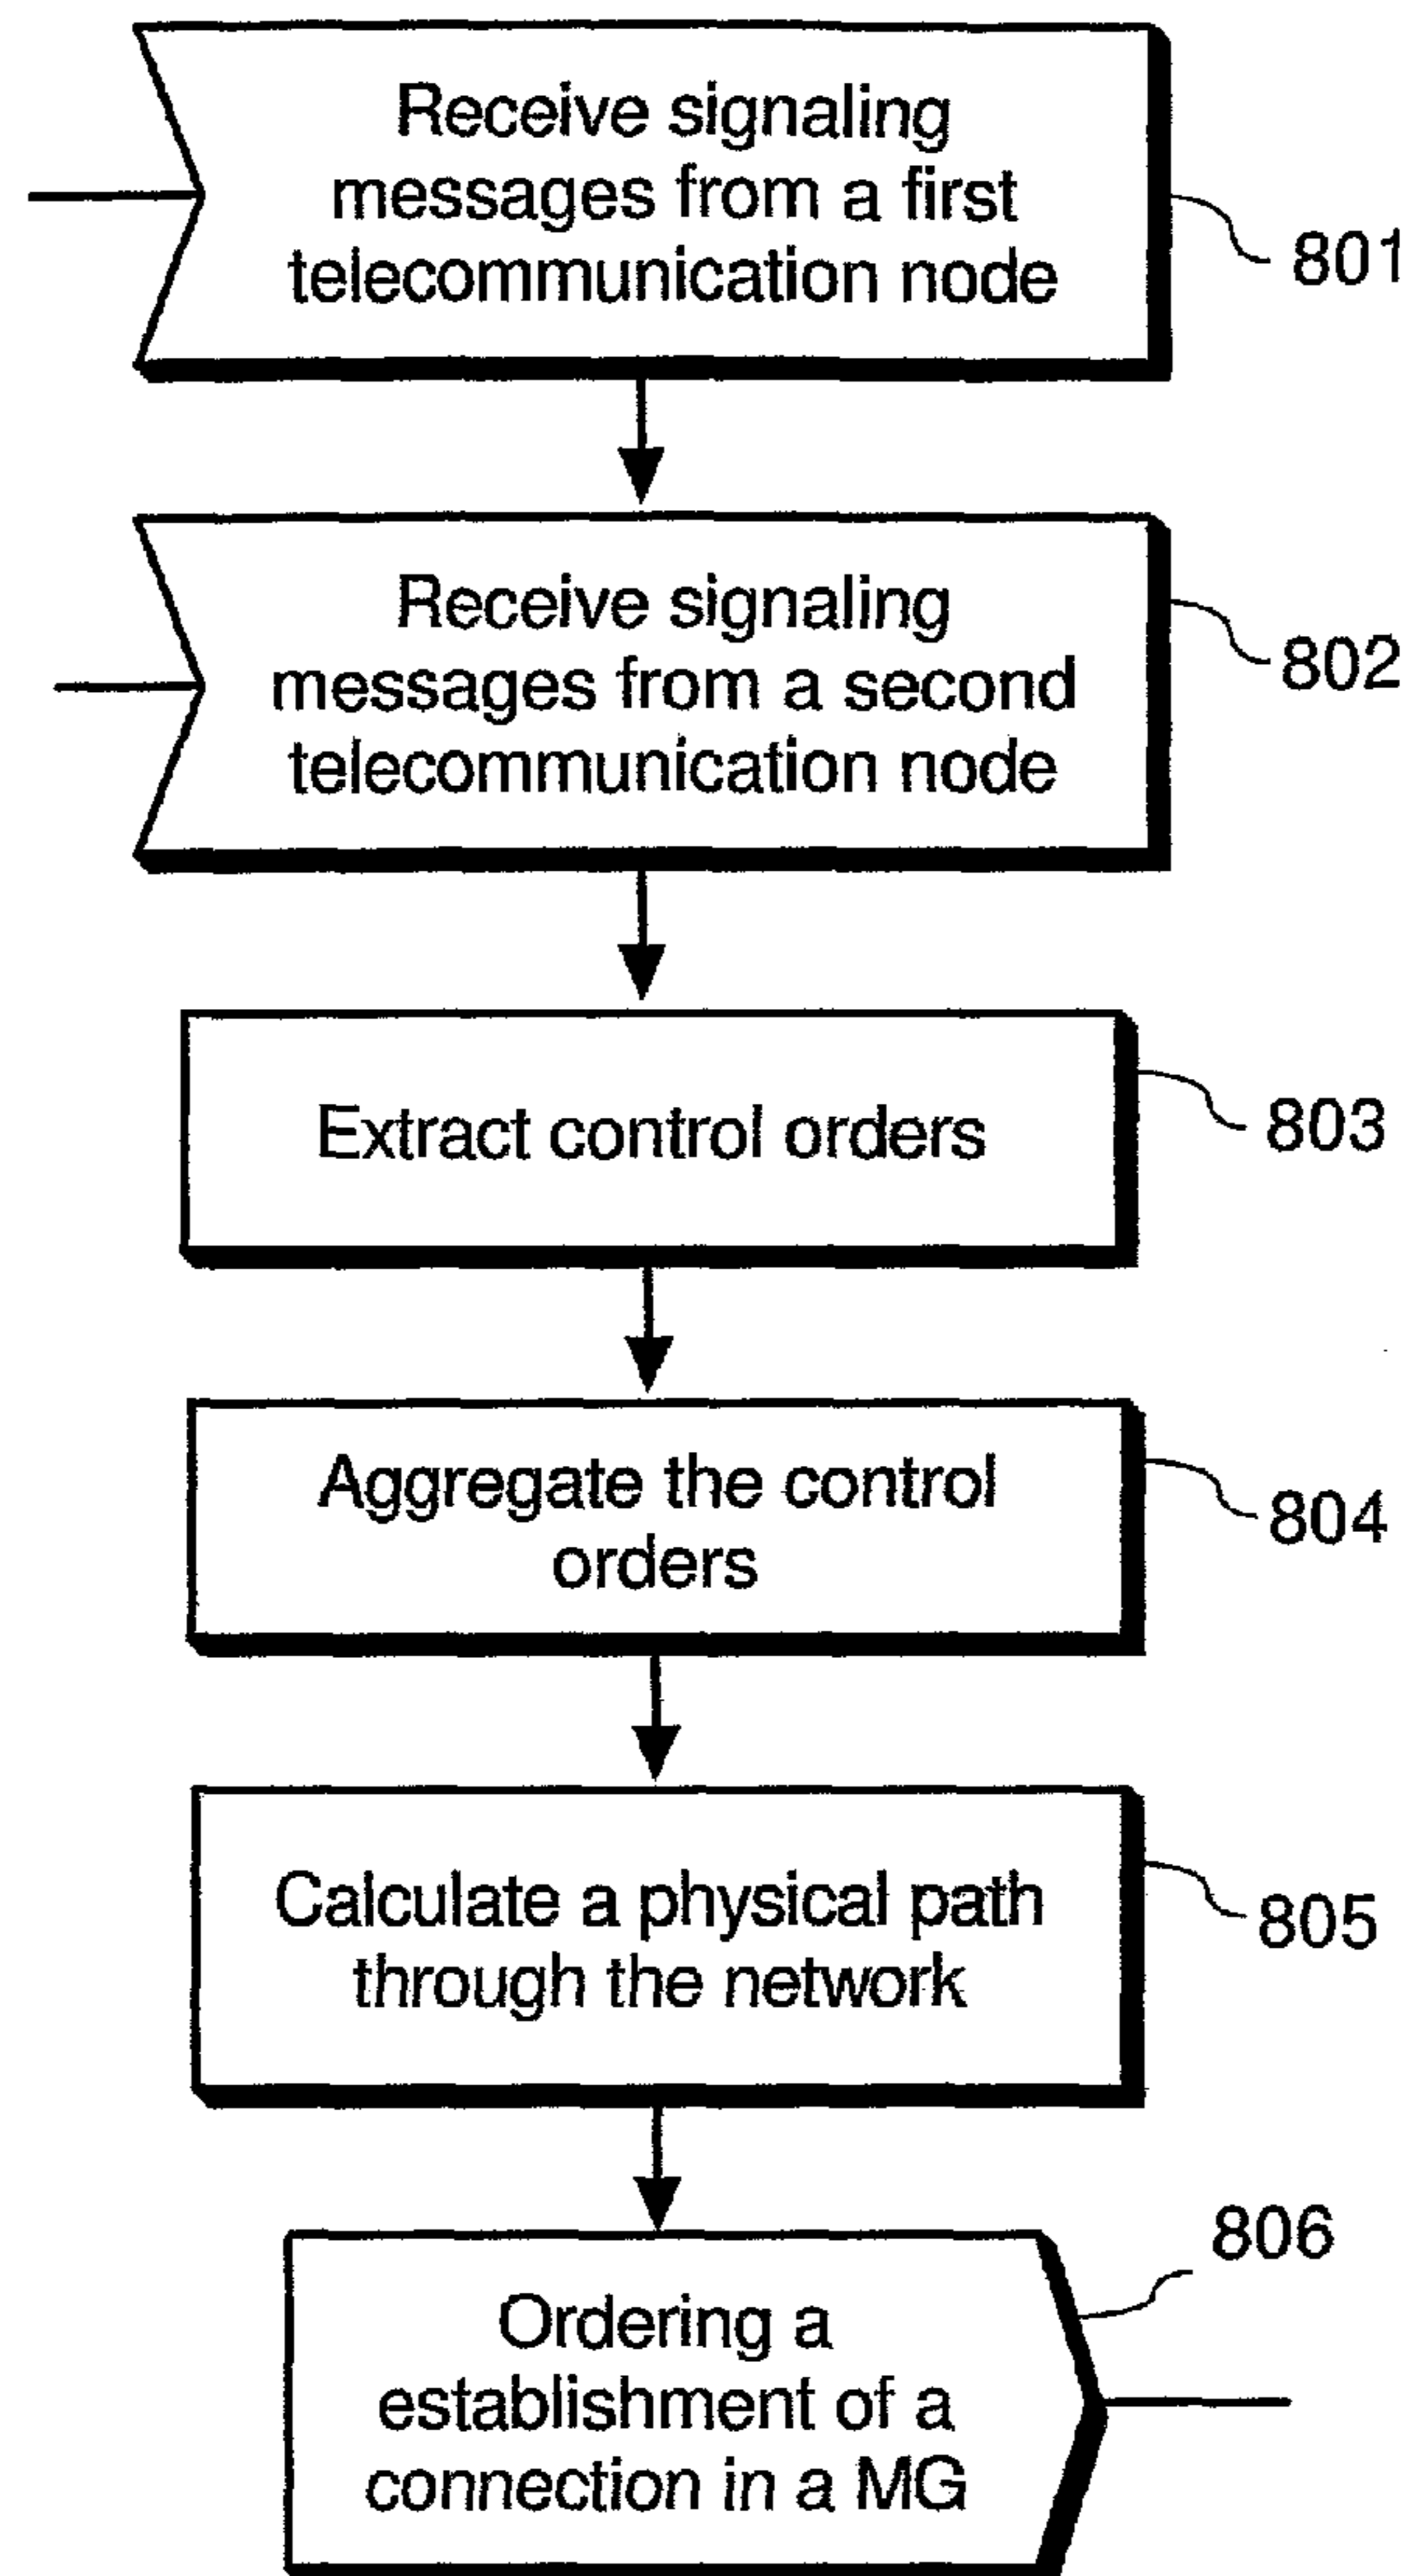 Receive signaling
messages from a first
telecommunication node
801
Receive signaling
messages from a second
telecommunication node
802
Extract control orders
803
Aggregate the control
orders
804
Calculate a physical path
through the network
805
806
Ordering a
establishment of a
connection in a MG